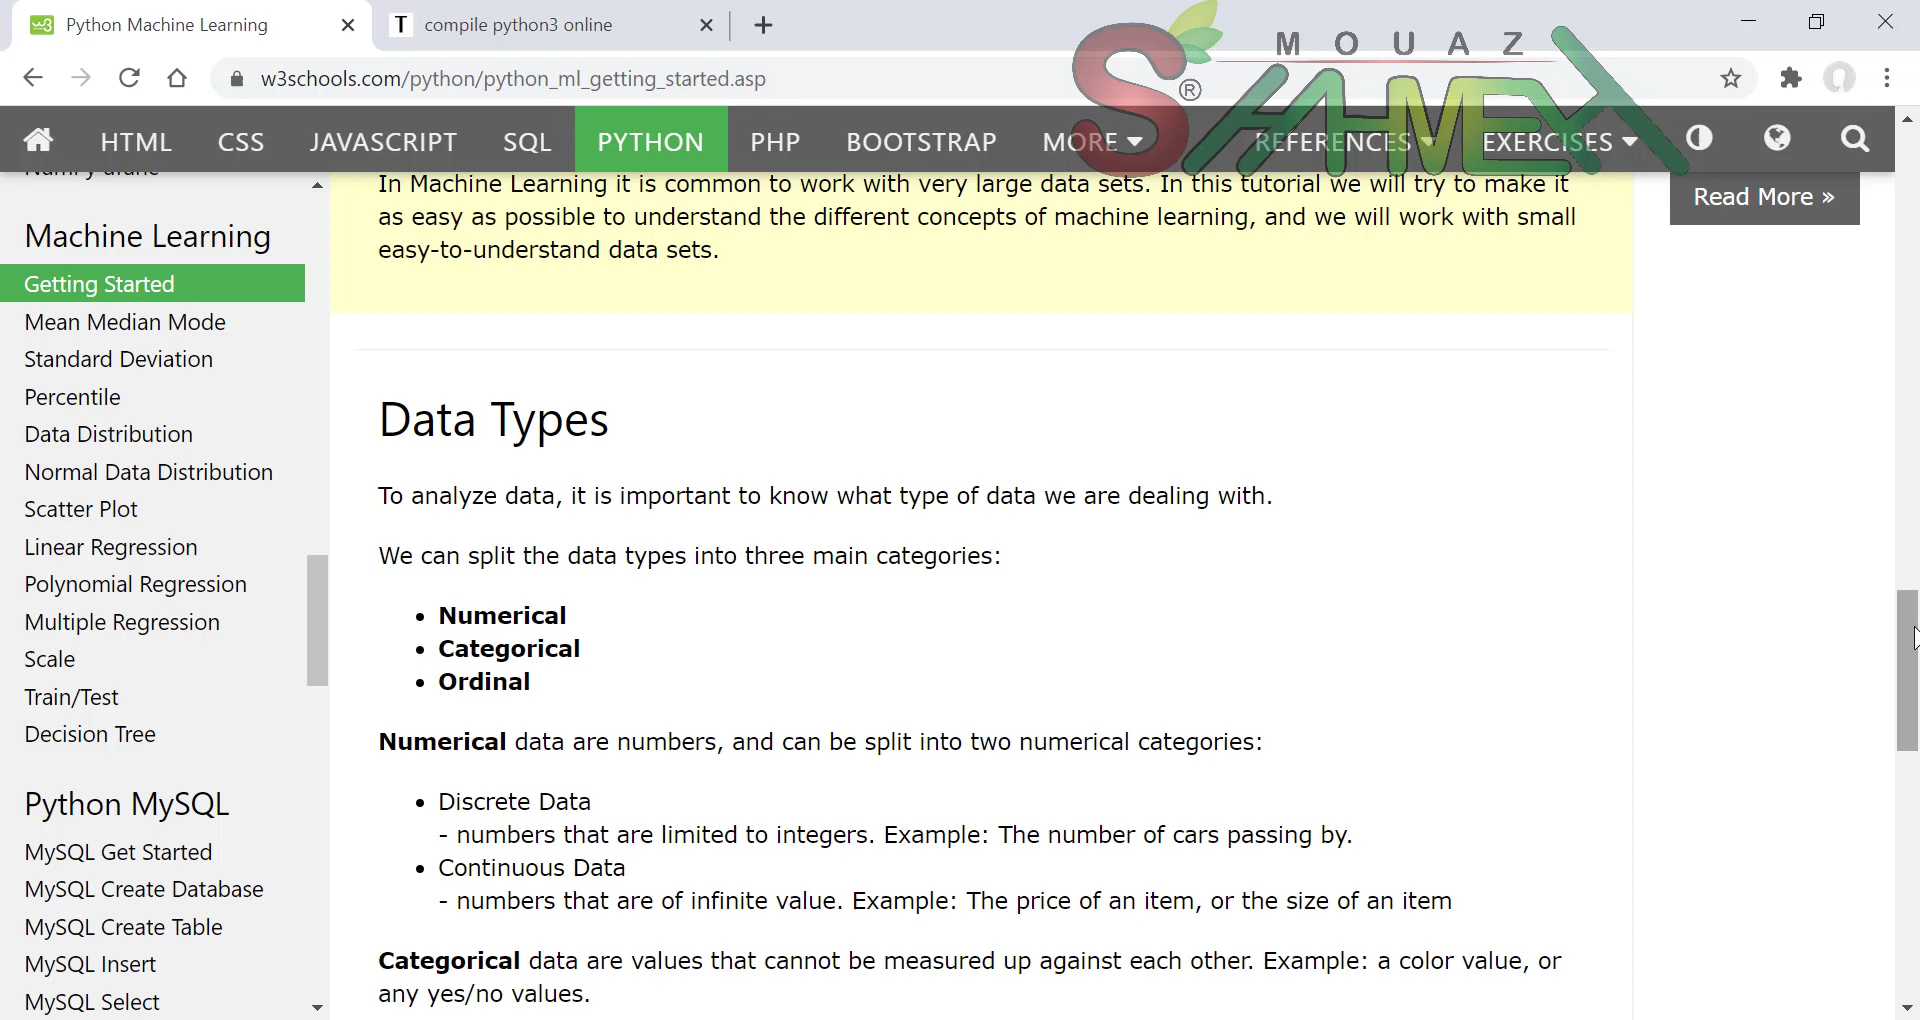 Python Machine Learning
T compile python3 online
w3schools.com/python/python_ml_getting_started.asp
MOUAZ
SHAHMEX
®
HTML CSS JAVASCRIPT SQL PYTHON PHP BOOTSTRAP MORE REFERENCES EXERCISES
Machine Learning
Getting Started
Mean Median Mode
Standard Deviation
Percentile
Data Distribution
Normal Data Distribution
Scatter Plot
Linear Regression
Polynomial Regression
Multiple Regression
Scale
Train/Test
Decision Tree
Python MySQL
MySQL Get Started
MySQL Create Database
MySQL Create Table
MySQL Insert
MySQL Select
In Machine Learning it is common to work with very large data sets. In this tutorial we will try to make it
as easy as possible to understand the different concepts of machine learning, and we will work with small
easy-to-understand data sets.
Data Types
To analyze data, it is important to know what type of data we are dealing with.
We can split the data types into three main categories:
• Numerical
• Categorical
• Ordinal
Numerical data are numbers, and can be split into two numerical categories:
• Discrete Data
- numbers that are limited to integers. Example: The number of cars passing by.
• Continuous Data
- numbers that are of infinite value. Example: The price of an item, or the size of an item
Categorical data are values that cannot be measured up against each other. Example: a color value, or
any yes/no values.
Read More »